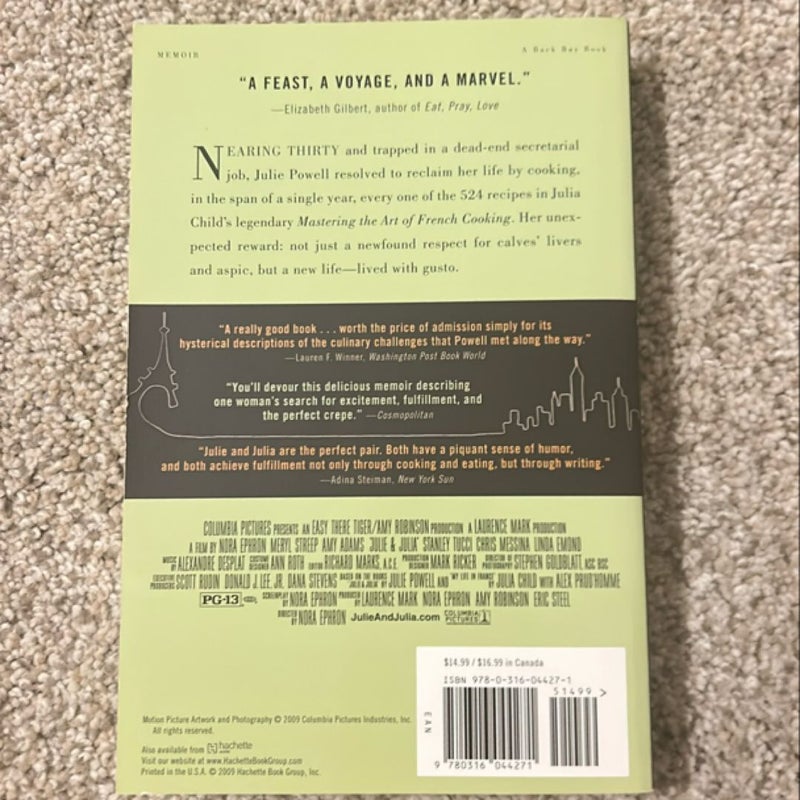 MEMOIR
A Back Bay Book
"A FEAST, A VOYAGE, AND A MARVEL."
—Elizabeth Gilbert, author of Eat, Pray, Love
NEARING THIRTY and trapped in a dead-end secretarial
job, Julie Powell resolved to reclaim her life by cooking,
in the span of a single year, every one of the 524 recipes in Julia
Child's legendary Mastering the Art of French Cooking. Her unex-
pected reward: not just a newfound respect for calves' livers
and aspic, but a new life—lived with gusto.
"A really good book . . . worth the price of admission simply for its
hysterical descriptions of the culinary challenges that Powell met along the way."
—Lauren F. Winner, Washington Post Book World
"You'll devour this delicious memoir describing
one woman's search for excitement, fulfillment, and
the perfect crepe." —Cosmopolitan
"Julie and Julia are the perfect pair. Both have a piquant sense of humor,
and both achieve fulfillment not only through cooking and eating, but through writing."
—Adina Steiman, New York Sun
COLUMBIA PICTURES PRESENTS AN EASY THERE TIGER/AMY ROBINSON PRODUCTION A LAURENCE MARK PRODUCTION
A FILM BY NORA EPHRON MERYL STREEP AMY ADAMS "JULIE & JULIA" STANLEY TUCCI CHRIS MESSINA LINDA EMOND
MUSIC BY ALEXANDRE DESPLAT COSTUME DESIGNER ANN ROTH EDITOR RICHARD MARKS, A.C.E. PRODUCTION DESIGNER MARK RICKER DIRECTOR OF PHOTOGRAPHY STEPHEN GOLDBLATT, ASC BSC
EXECUTIVE PRODUCERS SCOTT RUDIN DONALD J. LEE, JR. DANA STEVENS BASED ON THE BOOKS "JULIE & JULIA" BY JULIE POWELL AND "MY LIFE IN FRANCE" BY JULIA CHILD WITH ALEX PRUD'HOMME
PG-13 SCREENPLAY BY NORA EPHRON PRODUCED BY LAURENCE MARK NORA EPHRON AMY ROBINSON ERIC STEEL
DIRECTED BY NORA EPHRON JulieAndJulia.com COLUMBIA PICTURES
$14.99 / $16.99 in Canada
ISBN 978-0-316-04427-1
51499 >
EAN
9 780316 044271
Motion Picture Artwork and Photography © 2009 Columbia Pictures Industries, Inc.
All rights reserved.
Also available from hachette
Visit our website at www.HachetteBookGroup.com
Printed in the U.S.A. © 2009 Hachette Book Group, Inc.